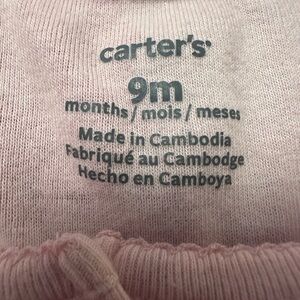 carter's
9m
months / mois / meses
Made in Cambodia
Fabriqué au Cambodge
Hecho en Camboya